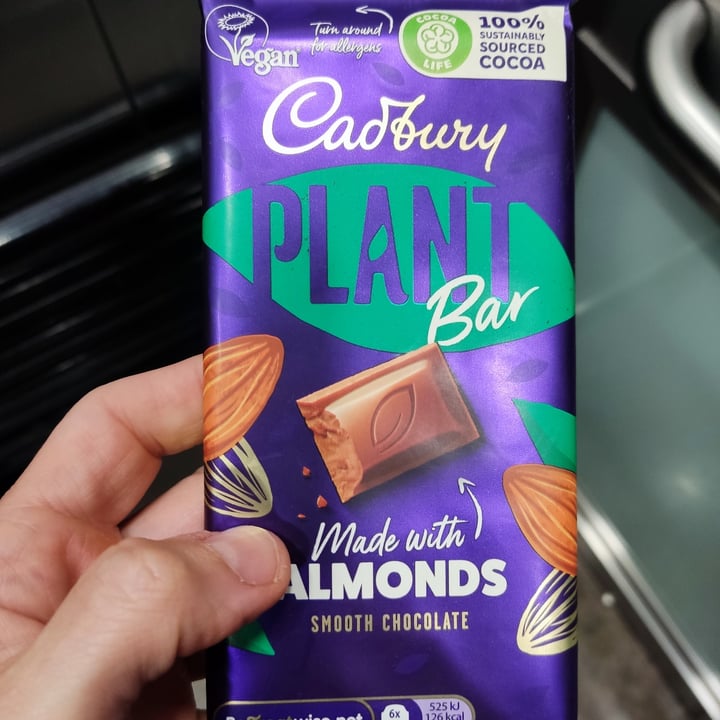 Vegan
Turn around
for allergens
COCOA
LIFE
100%
SUSTAINABLY
SOURCED
COCOA
Cadbury
PLANT
Bar
Made with
ALMONDS
SMOOTH CHOCOLATE
6x
525 kJ
126 kcal